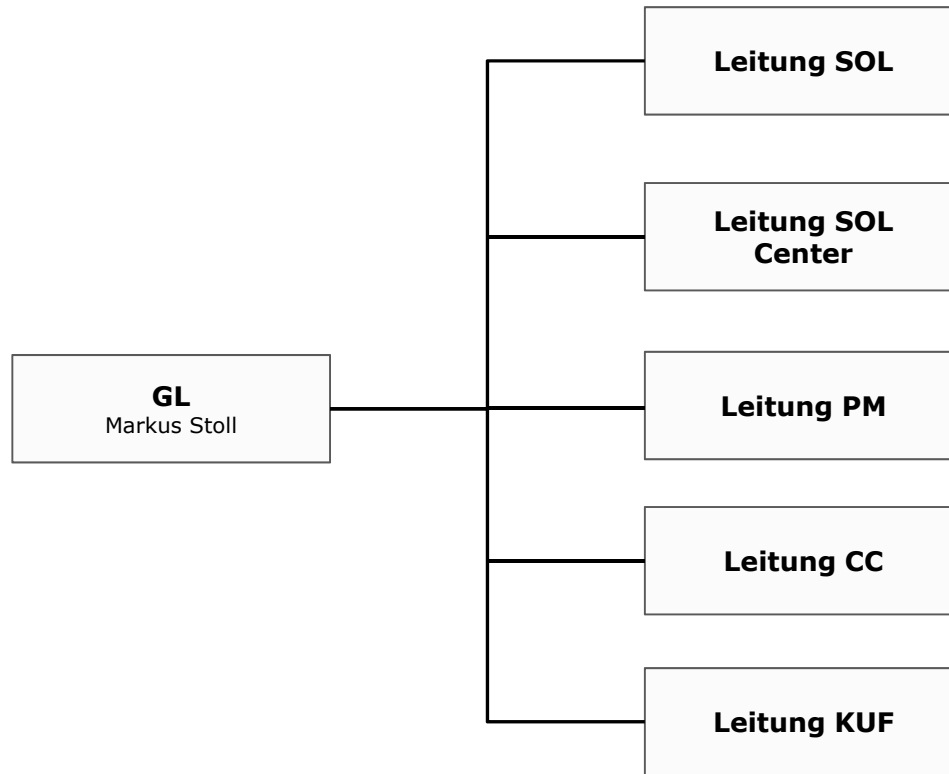 Leitung SOL
Leitung SOL
Center
GL
Markus Stoll
Leitung PM
Leitung CC
Leitung KUF